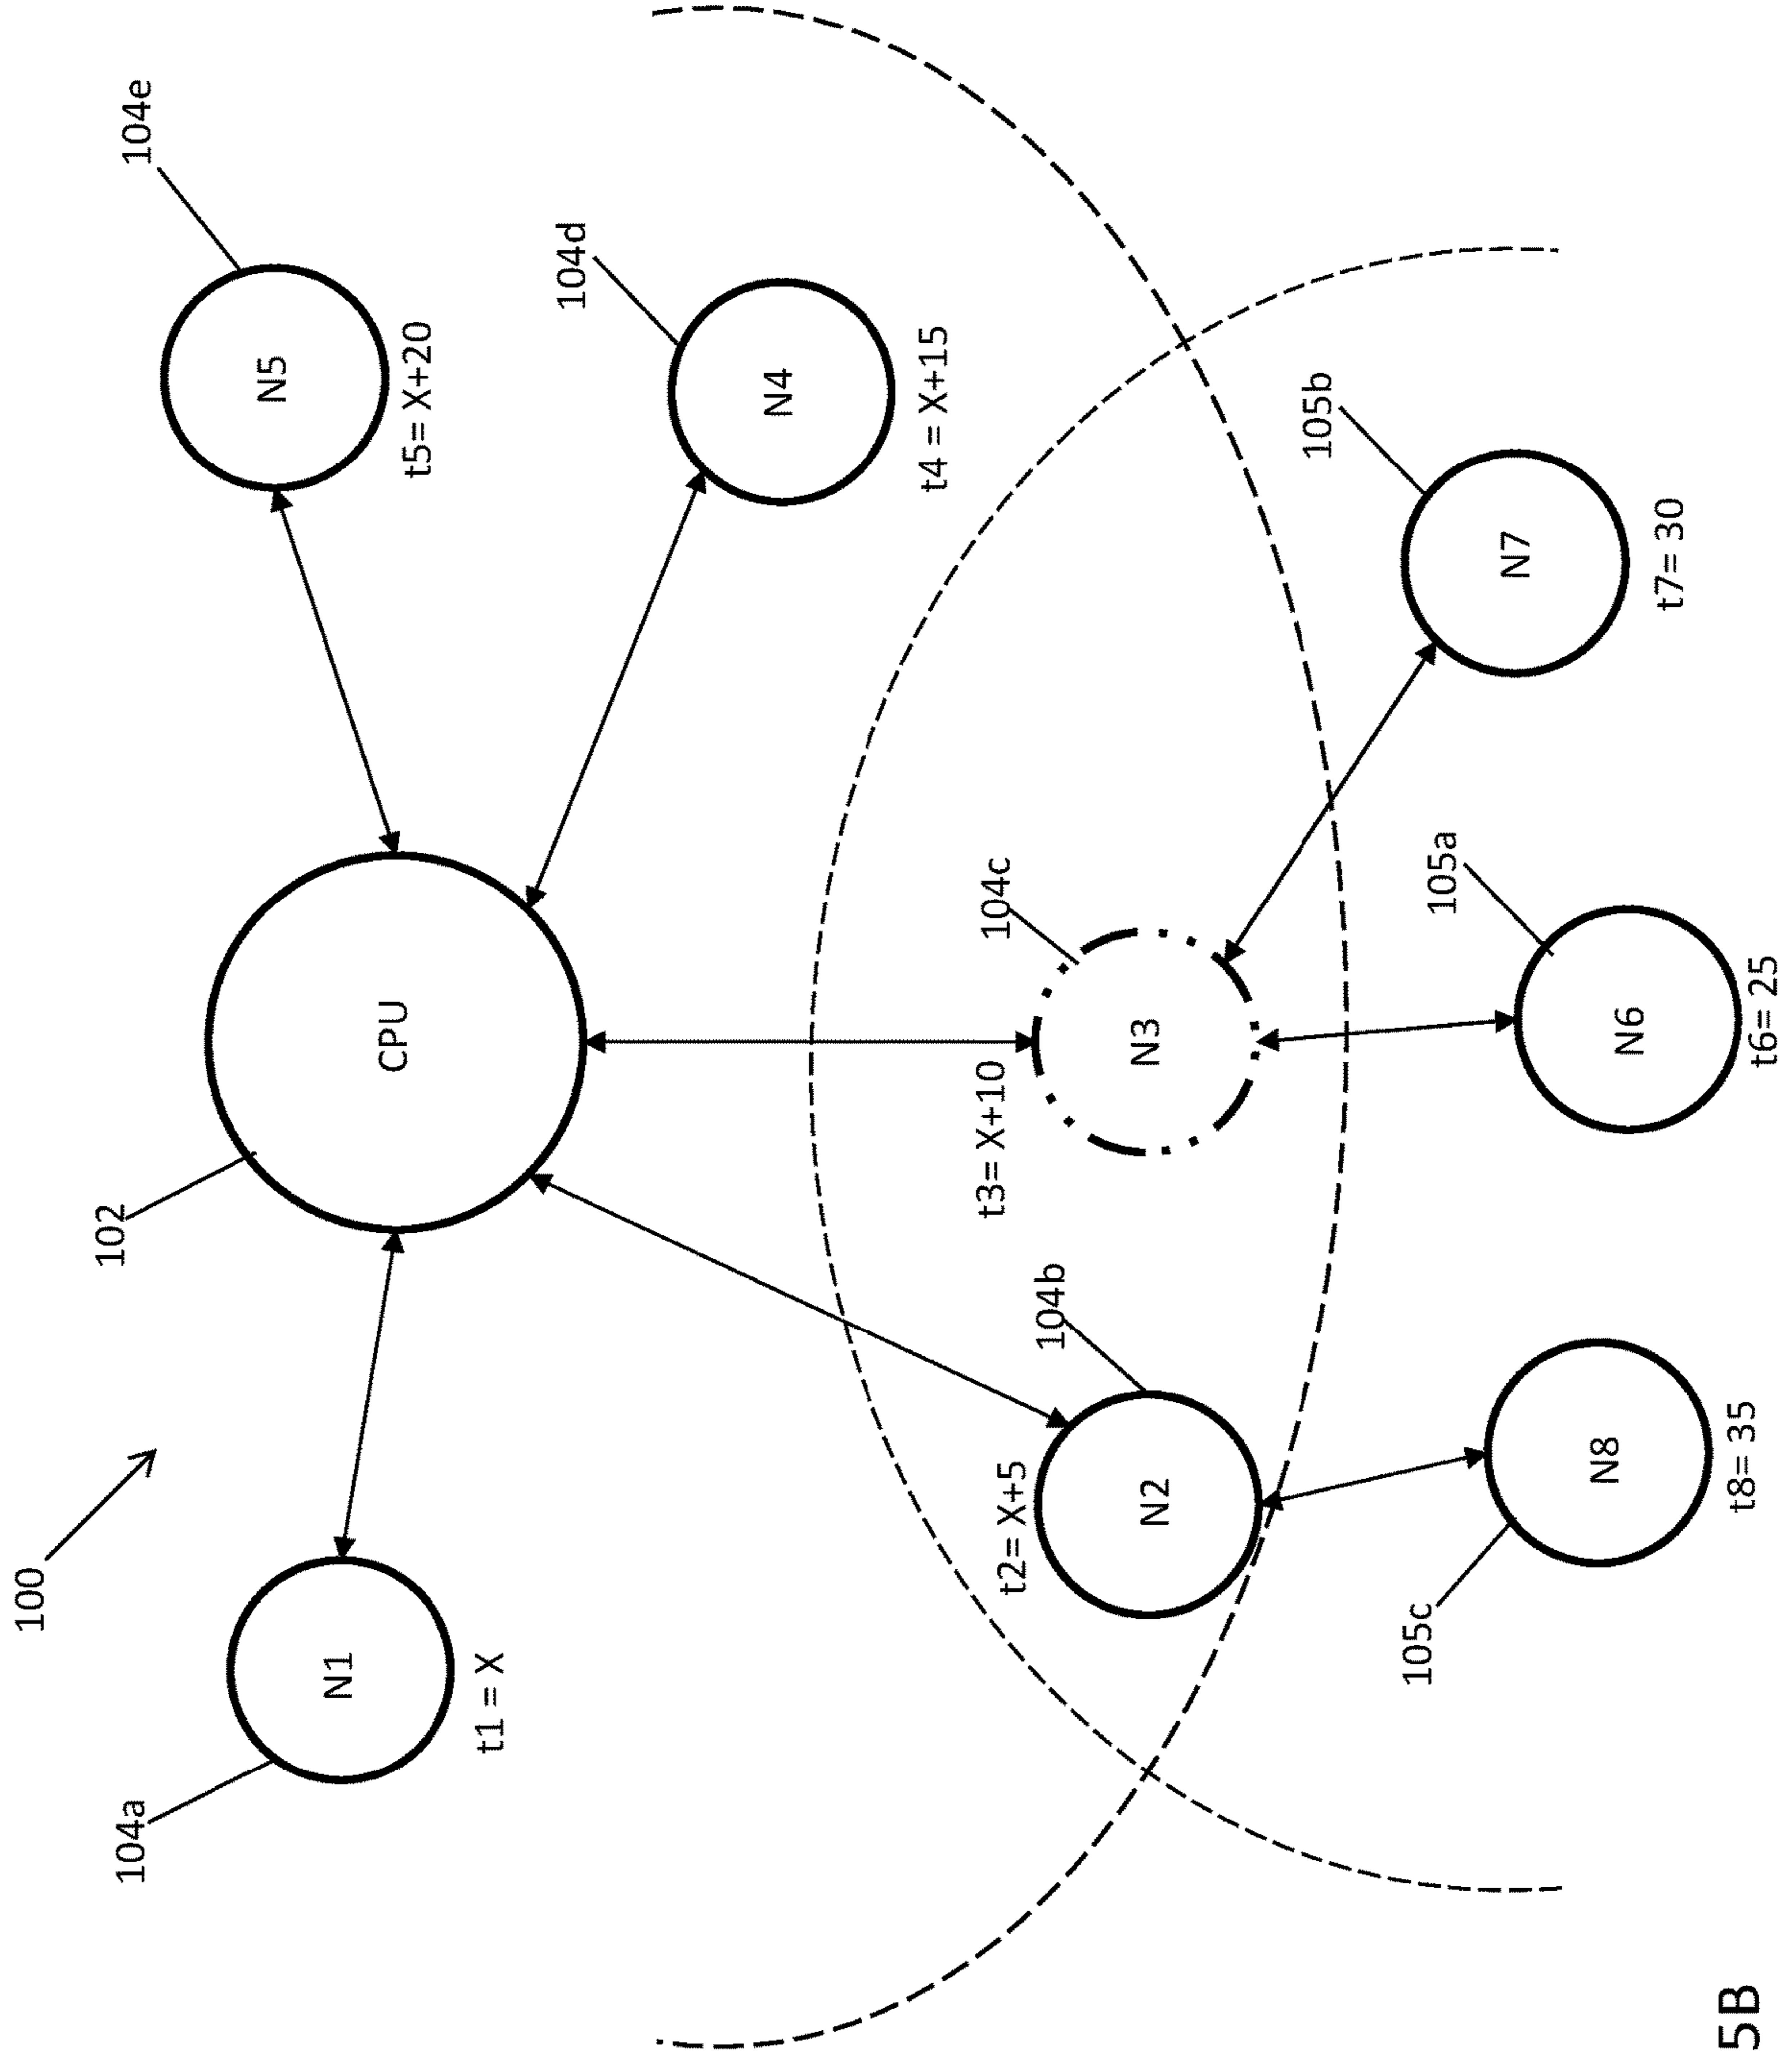 100
104a
N1
t1 = X
102
CPU
104e
N5
t5= X+20
104d
N4
t4 = X+15
104b
t2= X+5
N2
104c
t3= X+10
N3
105c
N8
t8= 35
105a
N6
t6= 25
105b
N7
t7= 30
5B